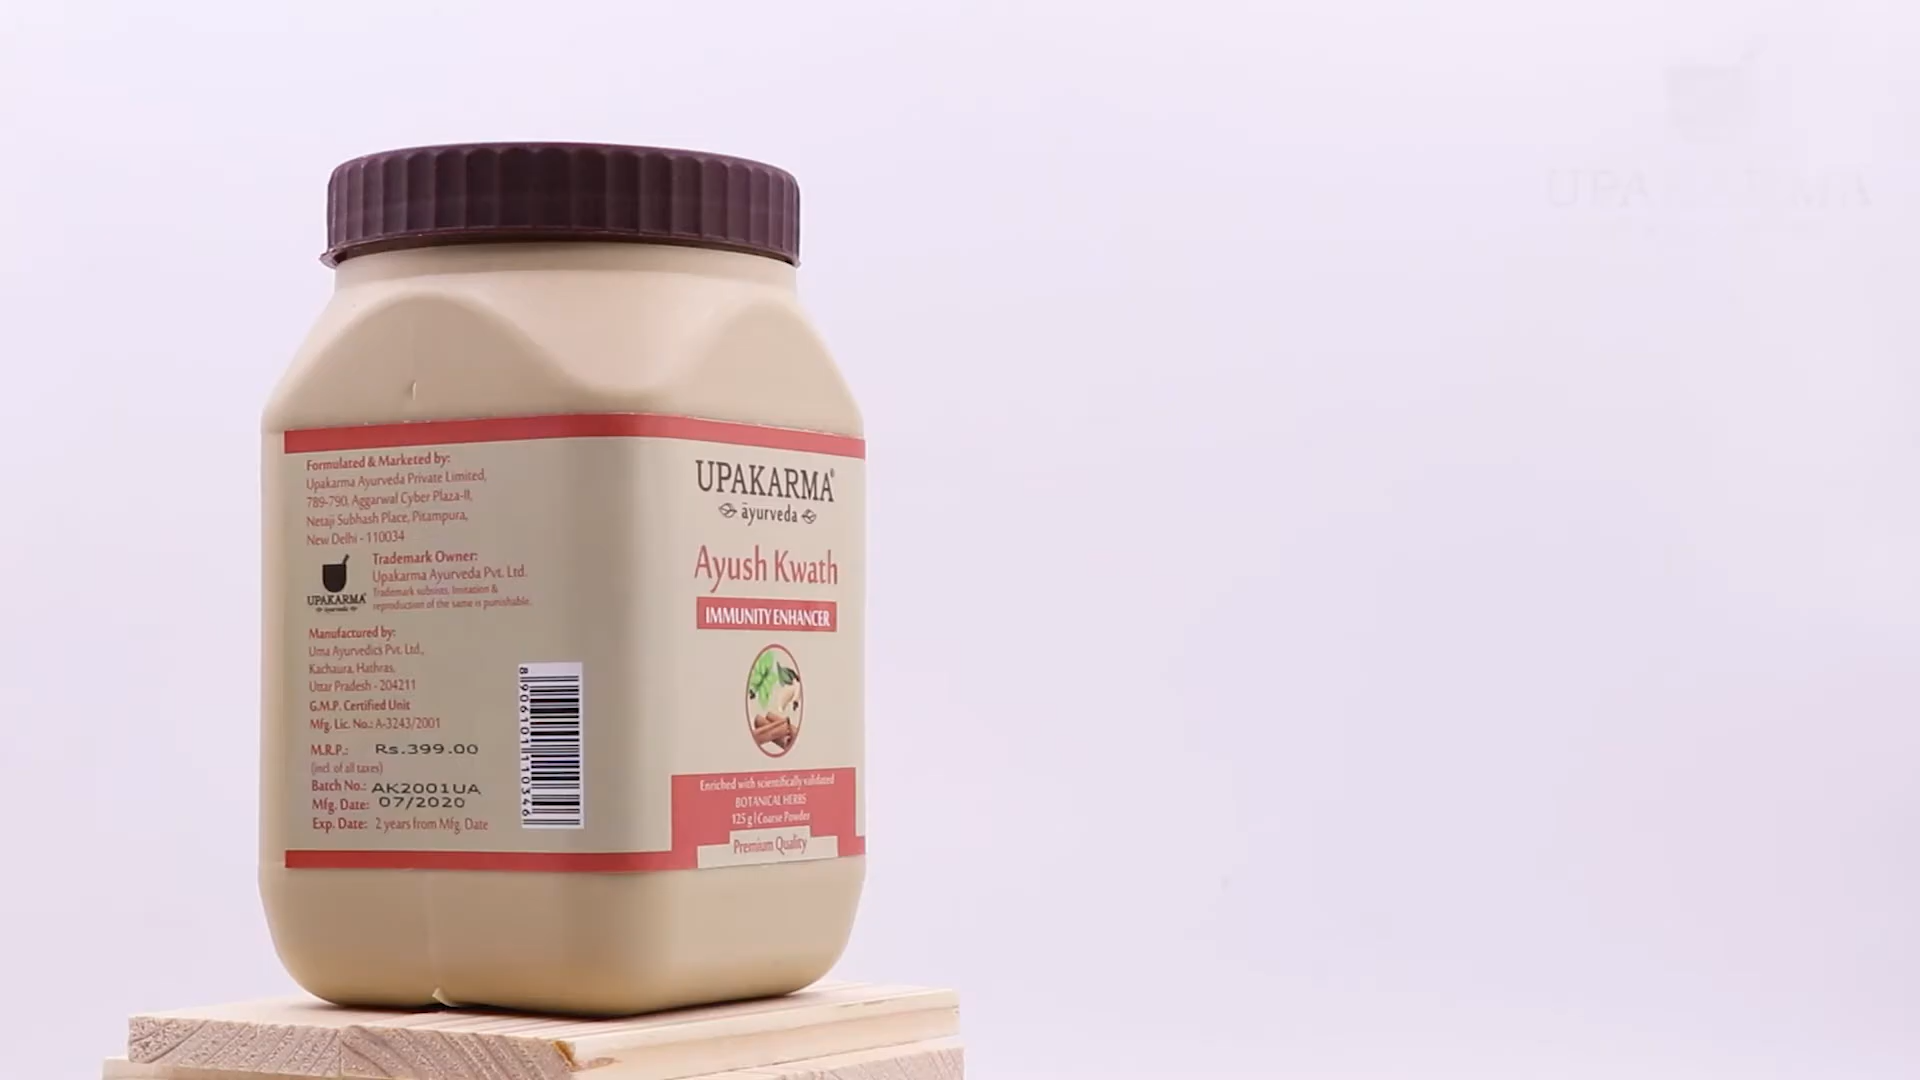 Formulated & Marketed by:
Upakarma Ayurveda Private Limited,
789-790, Aggarwal Cyber Plaza-II,
Netaji Subhash Place, Pitampura,
New Delhi - 110034
Trademark Owner:
Upakarma Ayurveda Pvt. Ltd.
Trademark subsists, Imitation &
reproduction of the same is punishable.
UPAKARMA®
āyurveda
Manufactured by:
Uma Ayurvedics Pvt. Ltd.,
Kachaura, Hathras,
Uttar Pradesh - 204211
G.M.P. Certified Unit
Mfg. Lic. No.: A-3243/2001
M.R.P.: Rs.399.00
(incl. of all taxes)
Batch No.: AK2001UA
Mfg. Date: 07/2020
Exp. Date: 2 years from Mfg. Date
8906101110346
UPAKARMA®
āyurveda
Ayush Kwath
IMMUNITY ENHANCER
Enriched with scientifically validated
BOTANICAL HERBS
125 g | Coarse Powder
Premium Quality
UPAKARMA